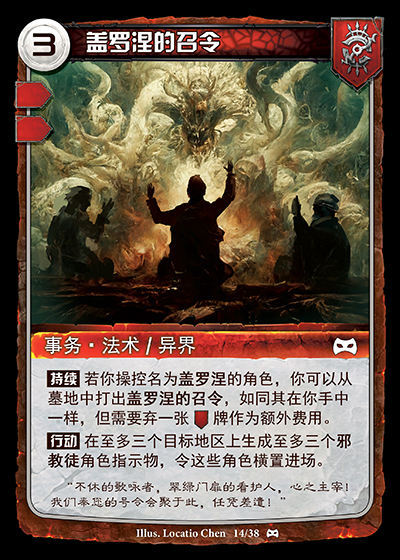 3 盖罗涅的召令
事务·法术 / 异界
持续 若你操控名为盖罗涅的角色，你可以从
墓地中打出盖罗涅的召令，如同其在你手中
一样，但需要弃一张 牌作为额外费用。
行动 在至多三个目标地区上生成至多三个邪
教徒角色指示物，令这些角色横置进场。
“不休的歌咏者，翠绿门扉的看护人，心之主宰！
我们奉您的号令会聚于此，任凭差遣！”
Illus. Locatio Chen 14/38